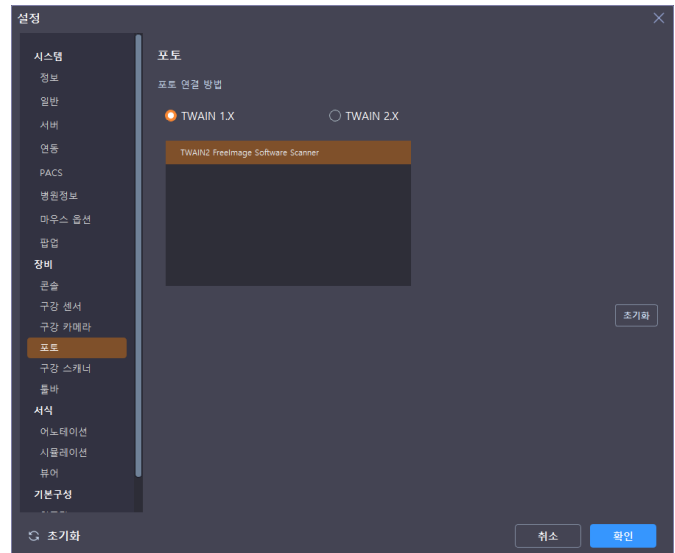 설정
시스템
정보
일반
서버
연동
PACS
병원정보
마우스 옵션
팝업
장비
콘솔
구강 센서
구강 카메라
포토
구강 스캐너
툴바
서식
어노테이션
시뮬레이션
뷰어
기본구성
초기화
포토
포토 연결 방법
TWAIN 1.X
TWAIN 2.X
TWAIN2 FreeImage Software Scanner
초기화
취소
확인